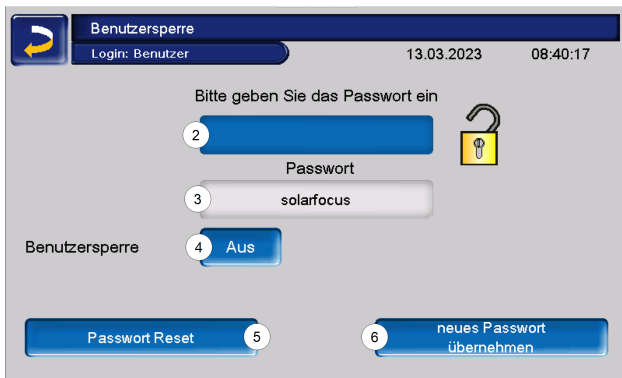 Benutzersperre
Login: Benutzer
13.03.2023
08:40:17
Bitte geben Sie das Passwort ein
2
Passwort
3
solarfocus
Benutzersperre
4
Aus
Passwort Reset
5
6
neues Passwort
übernehmen